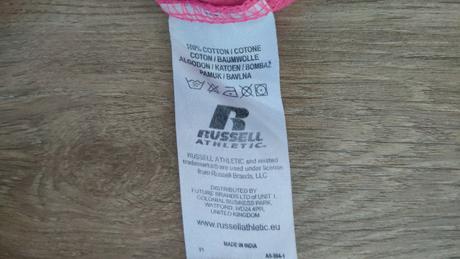 100% COTTON / COTONE
COTON / BAUMWOLLE
ALGODON / KATOEN / BOMBAŽ
PAMUK / BAVLNA
R
RUSSELL
ATHLETIC.
RUSSELL ATHLETIC and related
trademarks are used under license
from Russell Brands, LLC
DISTRIBUTED BY
FUTURE BRANDS LTD of UNIT 1,
COLONIAL BUSINESS PARK,
WATFORD, WD24 4PR,
UNITED KINGDOM
www.russellathletic.eu
MADE IN INDIA